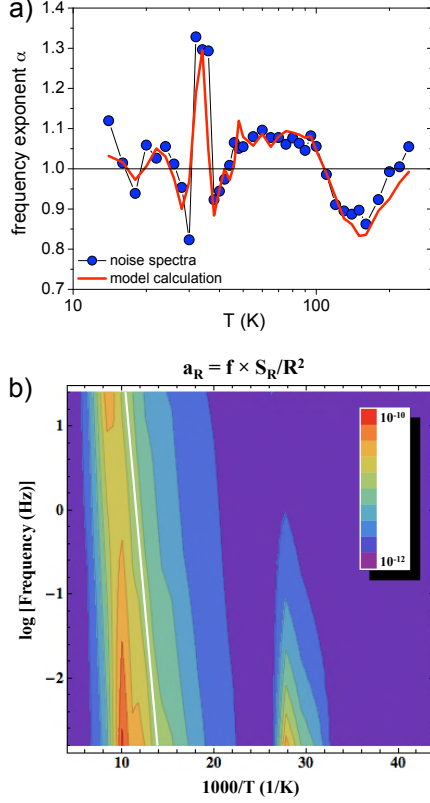 a)
1.4
1.3
1.2
1.1
1.0
0.9
0.8
0.7
frequency exponent α
noise spectra
model calculation
10
100
T (K)
a_R = f × S_R/R²
b)
10⁻¹⁰
10⁻¹²
1
0
−1
−2
log [Frequency (Hz)]
10
20
30
40
1000/T (1/K)